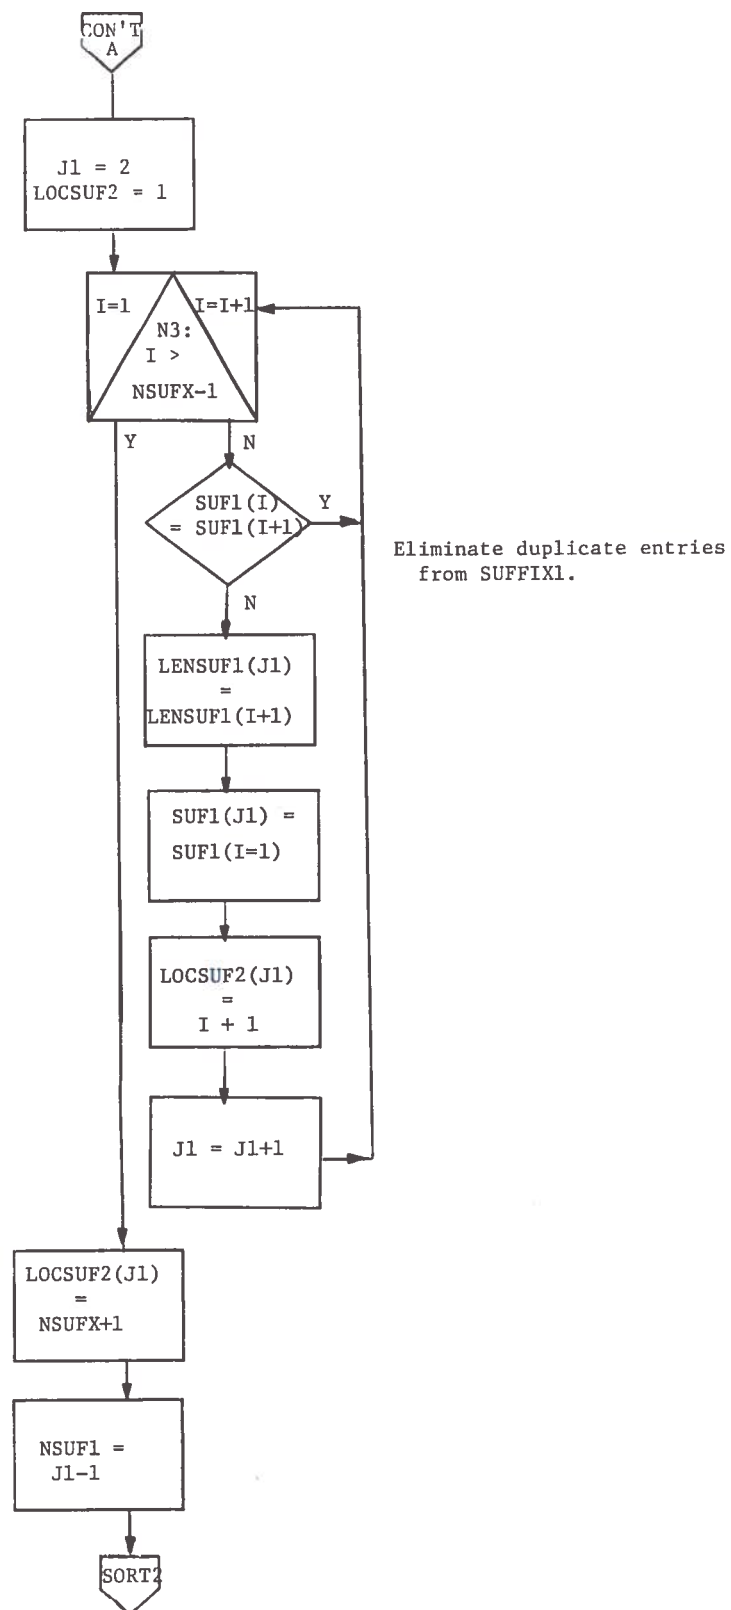 CON'T
A
J1 = 2
LOCSUF2 = 1
I=1
I=I+1
N3:
I >
NSUFX-1
Y
N
SUF1(I)
= SUF1(I+1)
Y
Eliminate duplicate entries
from SUFFIX1.
N
LENSUF1(J1)
=
LENSUF1(I+1)
SUF1(J1) =
SUF1(I=1)
LOCSUF2(J1)
=
I + 1
J1 = J1+1
LOCSUF2(J1)
=
NSUFX+1
NSUF1 =
J1-1
SORT2